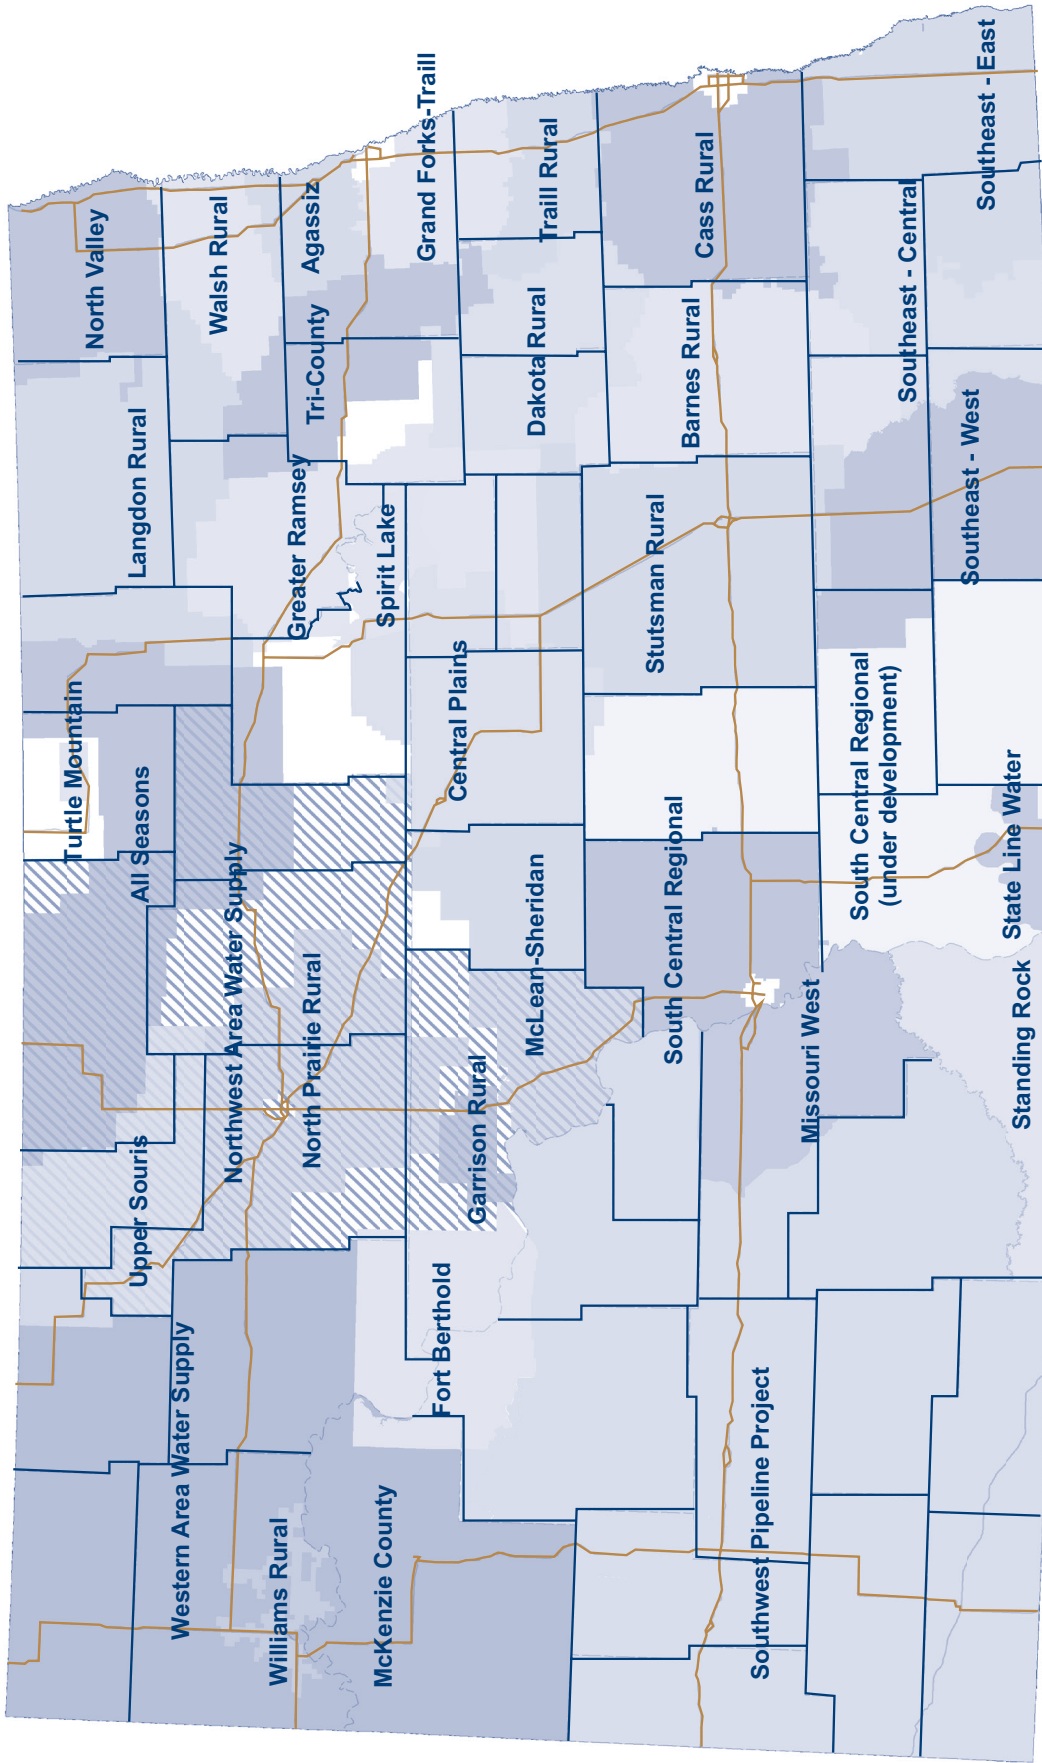 Turtle Mountain
Langdon Rural
North Valley
Upper Souris
All Seasons
Western Area Water Supply
Northwest Area Water Supply
Walsh Rural
Williams Rural
North Prairie Rural
Greater Ramsey
Tri-County
Agassiz
McKenzie County
Spirit Lake
Fort Berthold
Garrison Rural
Central Plains
Grand Forks-Traill
McLean-Sheridan
Dakota Rural
Traill Rural
South Central Regional
Stutsman Rural
Barnes Rural
Cass Rural
Southwest Pipeline Project
Missouri West
South Central Regional
(under development)
Southeast - Central
Standing Rock
State Line Water
Southeast - West
Southeast - East